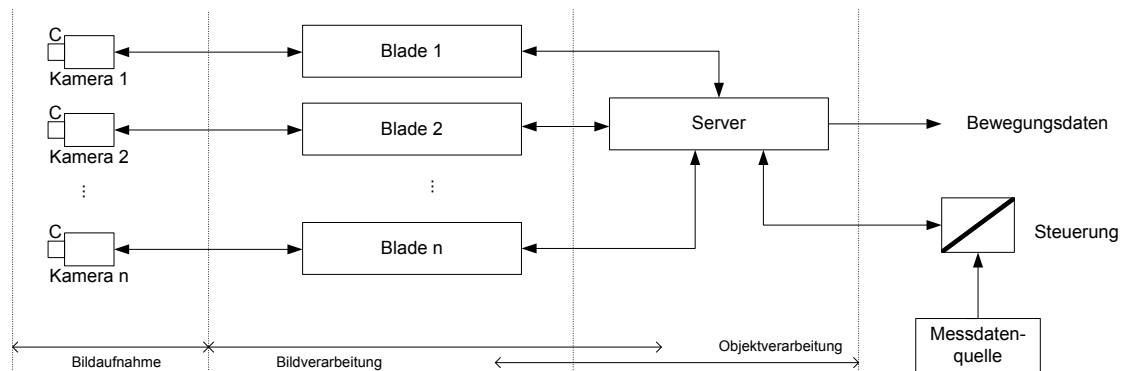 C
Kamera 1
Blade 1
C
Kamera 2
Blade 2
Server
Bewegungsdaten
⋮
⋮
C
Kamera n
Blade n
Steuerung
Messdaten-
quelle
Bildaufnahme
Bildverarbeitung
Objektverarbeitung